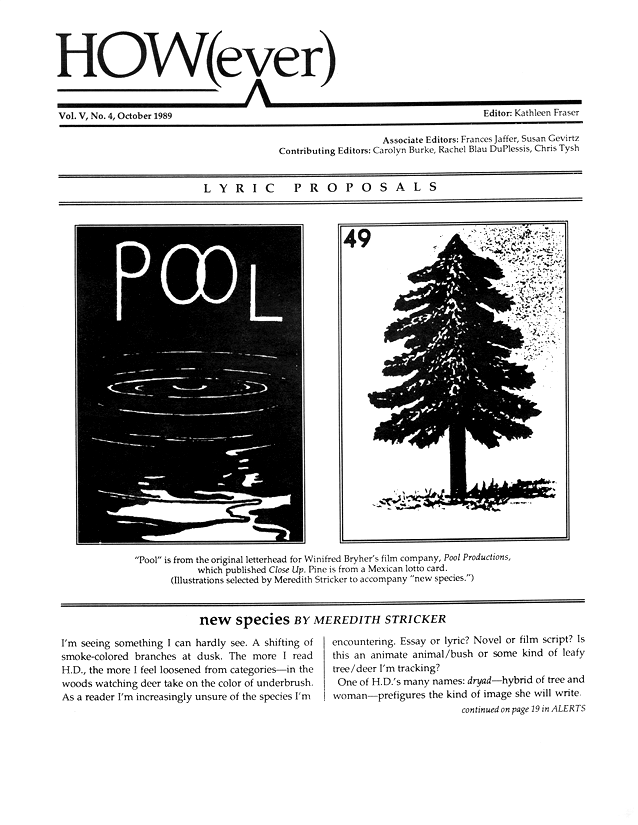 HOW(ever)
Vol. V, No. 4, October 1989
Editor: Kathleen Fraser
Associate Editors: Frances Jaffer, Susan Gevirtz
Contributing Editors: Carolyn Burke, Rachel Blau DuPlessis, Chris Tysh
LYRIC PROPOSALS
POOL
49
"Pool" is from the original letterhead for Winifred Bryher's film company, Pool Productions,
which published Close Up. Pine is from a Mexican lotto card.
(Illustrations selected by Meredith Stricker to accompany "new species.")
new species BY MEREDITH STRICKER
I'm seeing something I can hardly see. A shifting of
smoke-colored branches at dusk. The more I read
H.D., the more I feel loosened from categories—in the
woods watching deer take on the color of underbrush.
As a reader I'm increasingly unsure of the species I'm
encountering. Essay or lyric? Novel or film script? Is
this an animate animal/bush or some kind of leafy
tree/deer I'm tracking?
One of H.D.'s many names: dryad—hybrid of tree and
woman—prefigures the kind of image she will write.
continued on page 19 in ALERTS